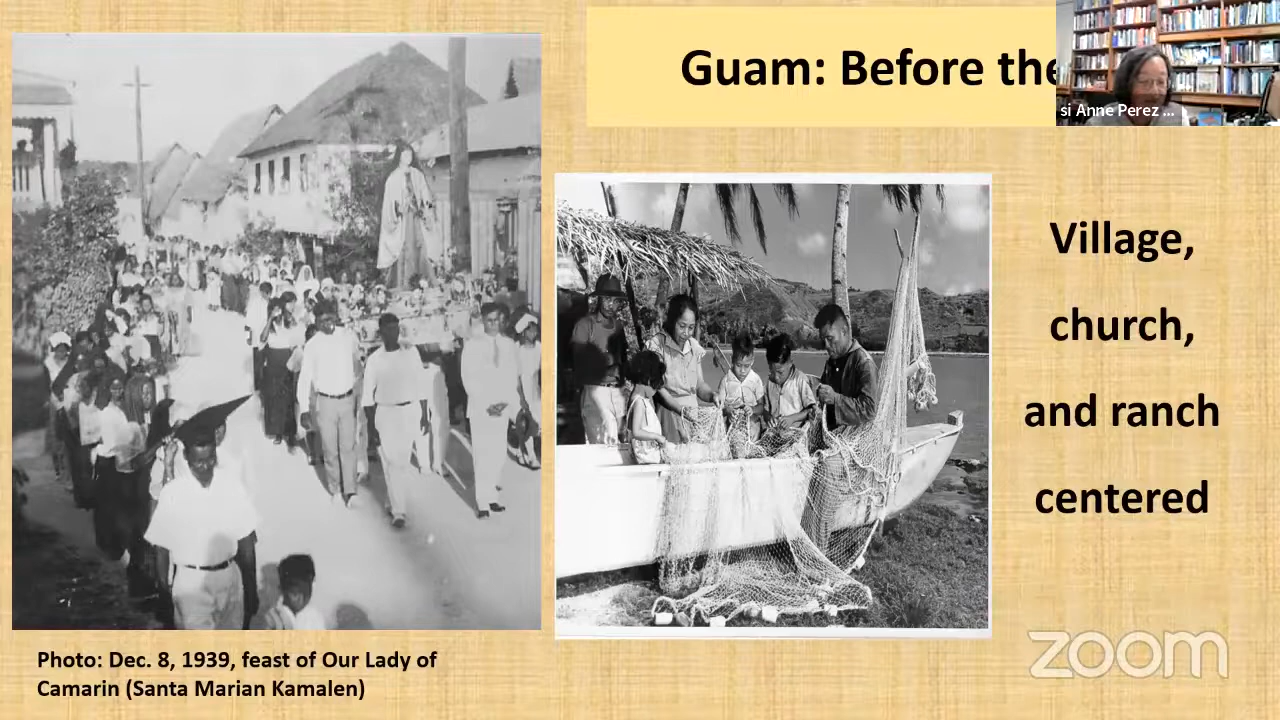 Guam: Before the
si Anne Perez ...
Village,
church,
and ranch
centered
Photo: Dec. 8, 1939, feast of Our Lady of
Camarin (Santa Marian Kamalen)
zoom